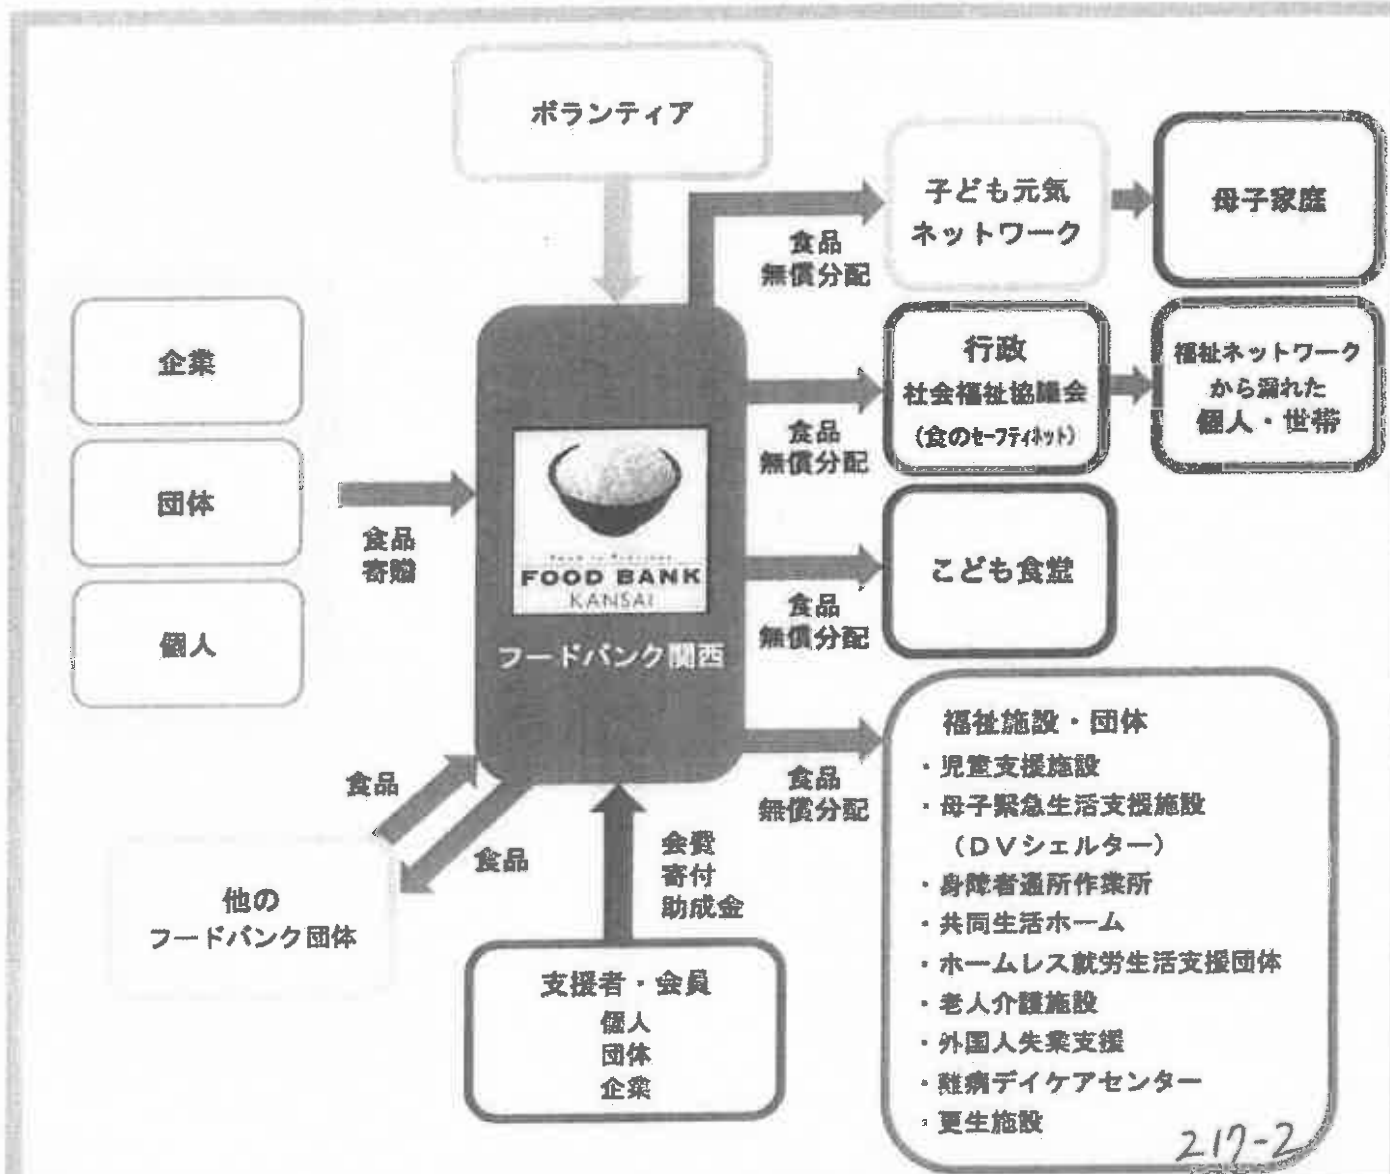 ボランティア
子ども元気
ネットワーク
母子家庭
食品
無償分配
企業
団体
個人
食品
寄贈
FOOD BANK
KANSAI
フードバンク関西
行政
社会福祉協議会
（食のセーフティネット）
福祉ネットワーク
から漏れた
個人・世帯
食品
無償分配
こども食堂
食品
無償分配
食品
無償分配
福祉施設・団体
・児童支援施設
・母子緊急生活支援施設
（ＤＶシェルター）
・身障者通所作業所
・共同生活ホーム
・ホームレス就労生活支援団体
・老人介護施設
・外国人失業支援
・難病デイケアセンター
・更生施設
食品
食品
他の
フードバンク団体
会費
寄付
助成金
支援者・会員
個人
団体
企業
217-2